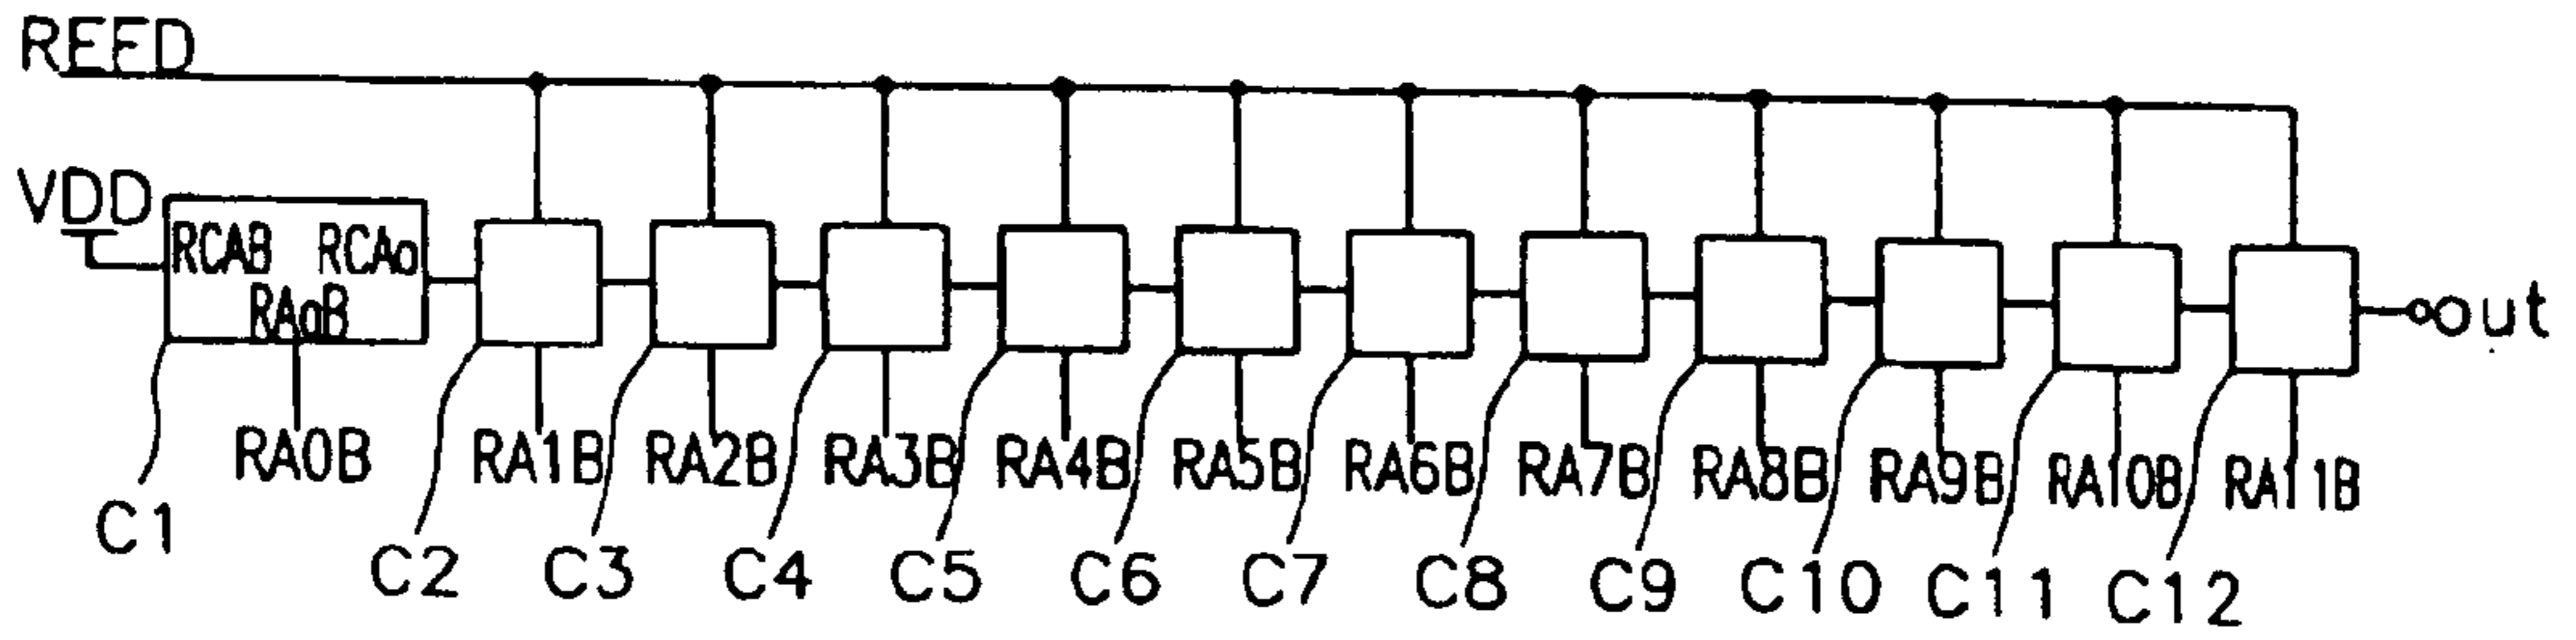 REFD
VDD
RCAB RCAo
RAoB
RA0B RA1B RA2B RA3B RA4B RA5B RA6B RA7B RA8B RA9B RA10B RA11B
out
C1 C2 C3 C4 C5 C6 C7 C8 C9 C10 C11 C12